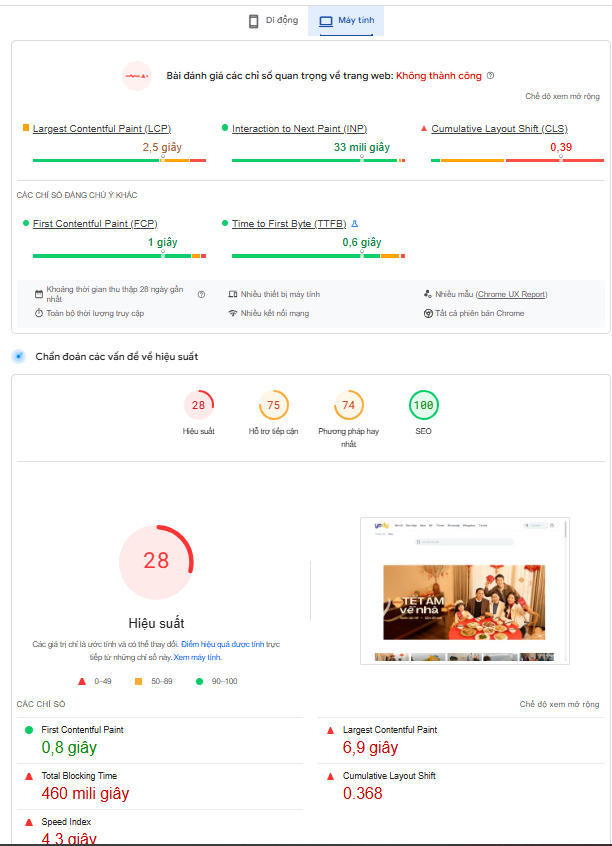 Di động
Máy tính
Bài đánh giá các chỉ số quan trọng về trang web: Không thành công
Chế độ xem mở rộng
Largest Contentful Paint (LCP)
2,5 giây
Interaction to Next Paint (INP)
33 mili giây
Cumulative Layout Shift (CLS)
0,39
CÁC CHỈ SỐ ĐÁNG CHÚ Ý KHÁC
First Contentful Paint (FCP)
1 giây
Time to First Byte (TTFB)
0,6 giây
Khoảng thời gian thu thập 28 ngày gần
nhất
Nhiều thiết bị máy tính
Nhiều mẫu (Chrome UX Report)
Toàn bộ thời lượng truy cập
Nhiều kết nối mạng
Tất cả phiên bản Chrome
Chẩn đoán các vấn đề về hiệu suất
28
75
74
100
Hiệu suất
Hỗ trợ tiếp cận
Phương pháp hay
nhất
SEO
28
Hiệu suất
Các giá trị chỉ là ước tính và có thể thay đổi. Điểm hiệu quả được tính trực
tiếp từ những chỉ số này. Xem máy tính.
0–49
50–89
90–100
TẾT ẤM
về nhà
CÁC CHỈ SỐ
Chế độ xem mở rộng
First Contentful Paint
0,8 giây
Largest Contentful Paint
6,9 giây
Total Blocking Time
460 mili giây
Cumulative Layout Shift
0.368
Speed Index
4,3 giây